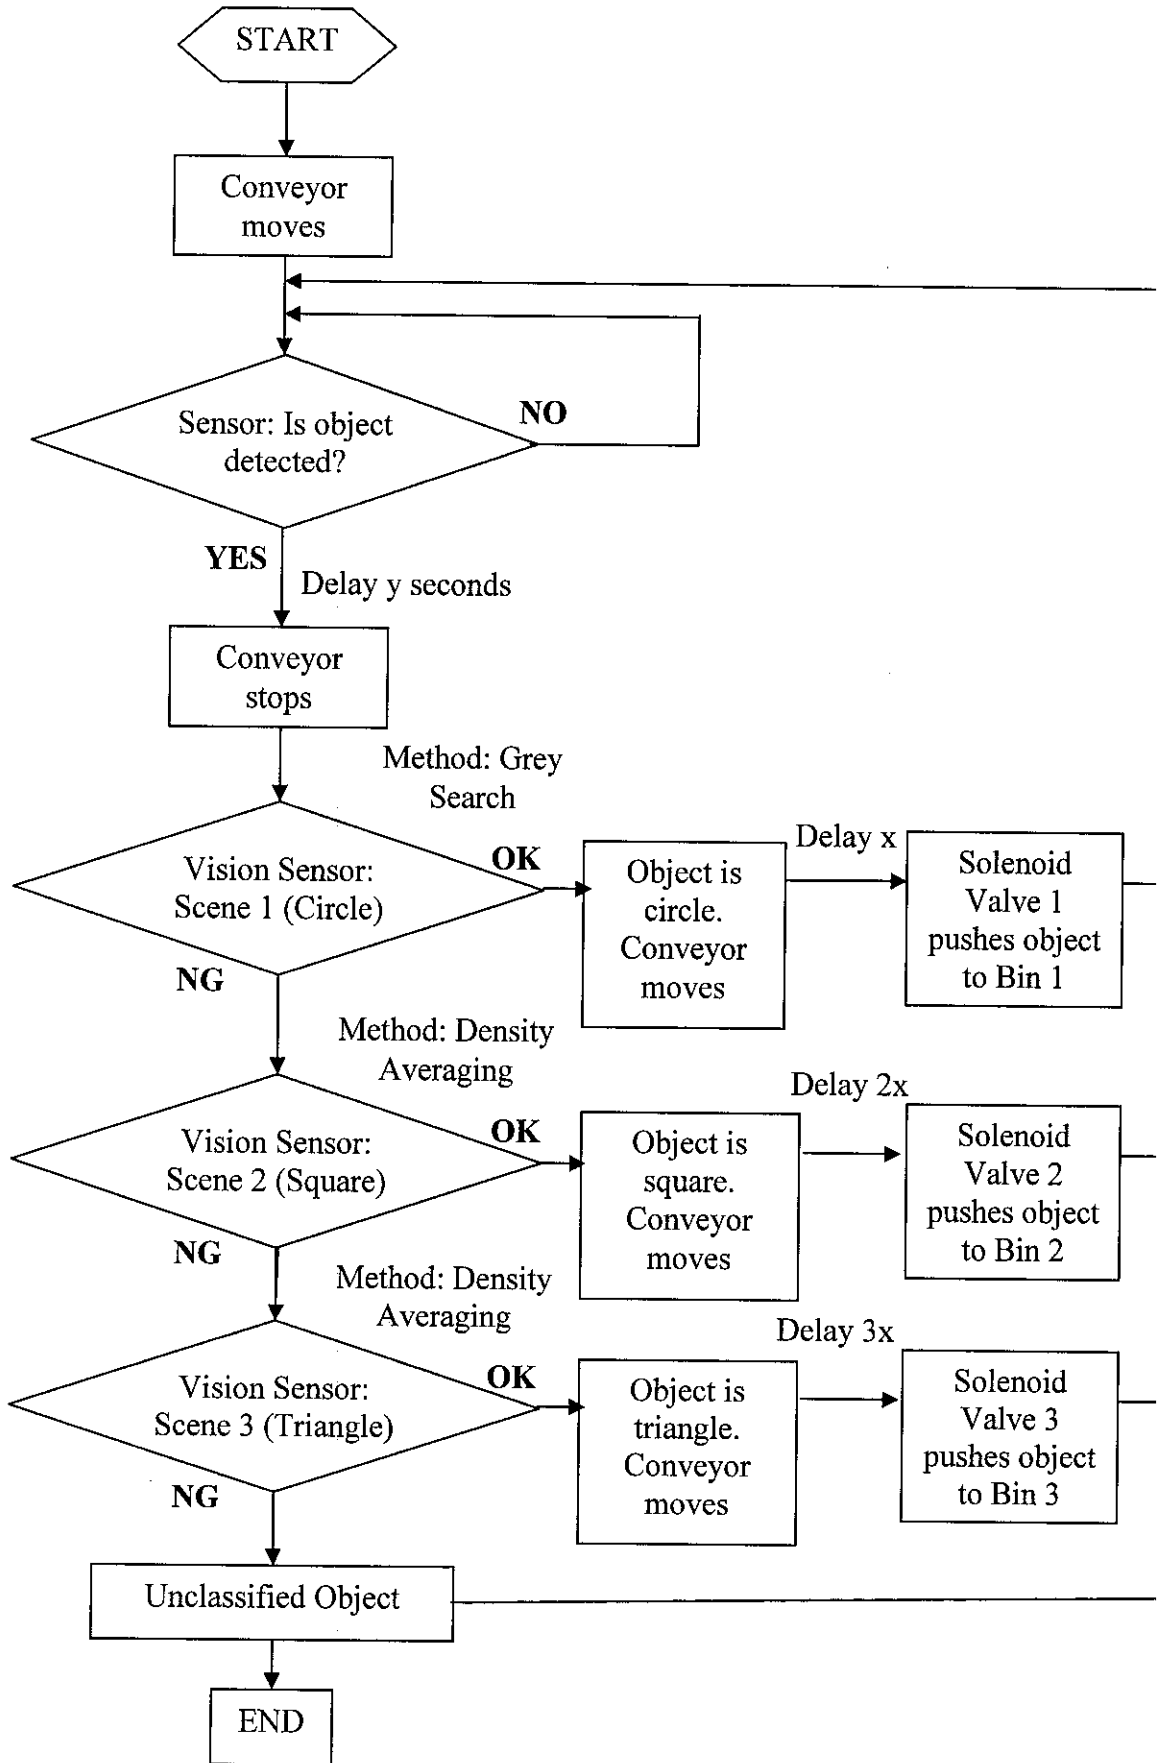 START
Conveyor
moves
Sensor: Is object
detected?
NO
YES
Delay y seconds
Conveyor
stops
Method: Grey
Search
Vision Sensor:
Scene 1 (Circle)
OK
NG
Object is
circle.
Conveyor
moves
Delay x
Solenoid
Valve 1
pushes object
to Bin 1
Method: Density
Averaging
Vision Sensor:
Scene 2 (Square)
OK
NG
Object is
square.
Conveyor
moves
Delay 2x
Solenoid
Valve 2
pushes object
to Bin 2
Method: Density
Averaging
Vision Sensor:
Scene 3 (Triangle)
OK
NG
Object is
triangle.
Conveyor
moves
Delay 3x
Solenoid
Valve 3
pushes object
to Bin 3
Unclassified Object
END